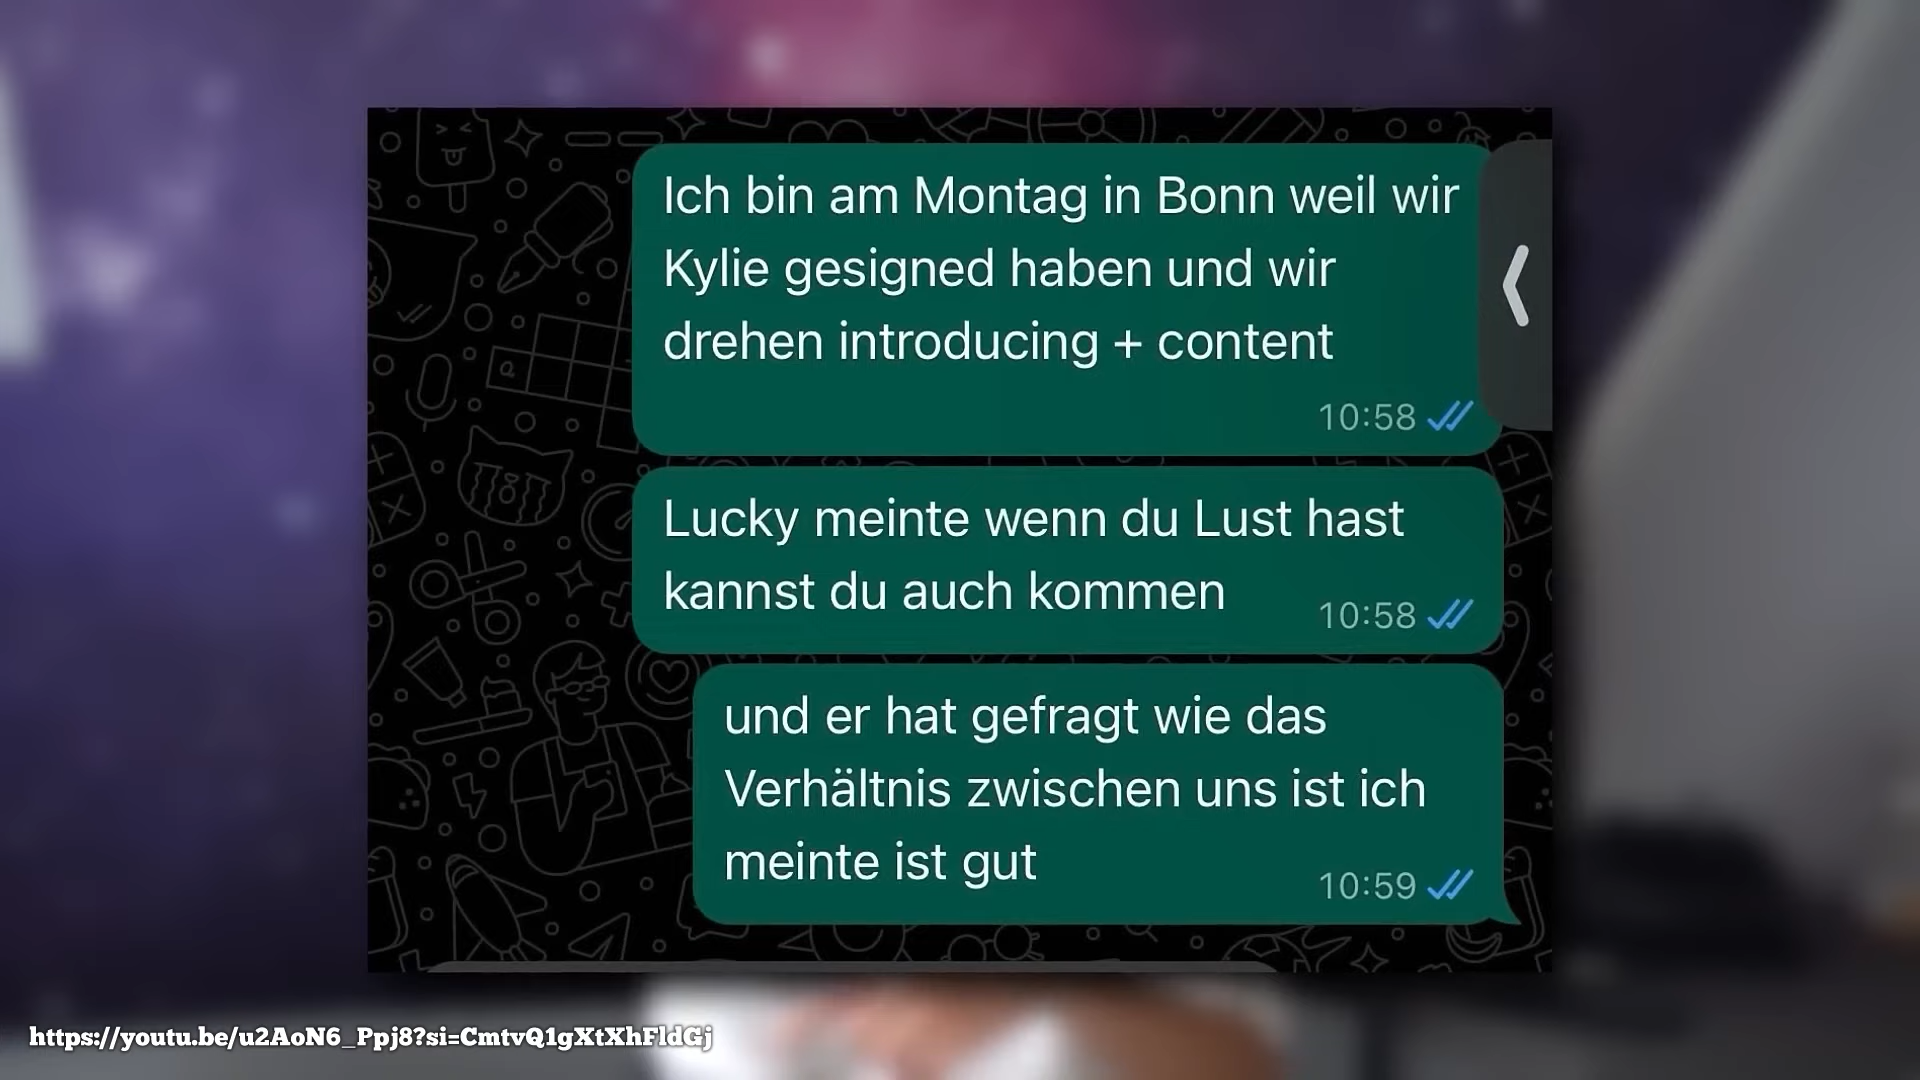 Ich bin am Montag in Bonn weil wir
Kylie gesigned haben und wir
drehen introducing + content
10:58
Lucky meinte wenn du Lust hast
kannst du auch kommen
10:58
und er hat gefragt wie das
Verhältnis zwischen uns ist ich
meinte ist gut
10:59
https://youtu.be/u2AoN6_Ppj8?si=CmtvQ1gXtXhFldGj